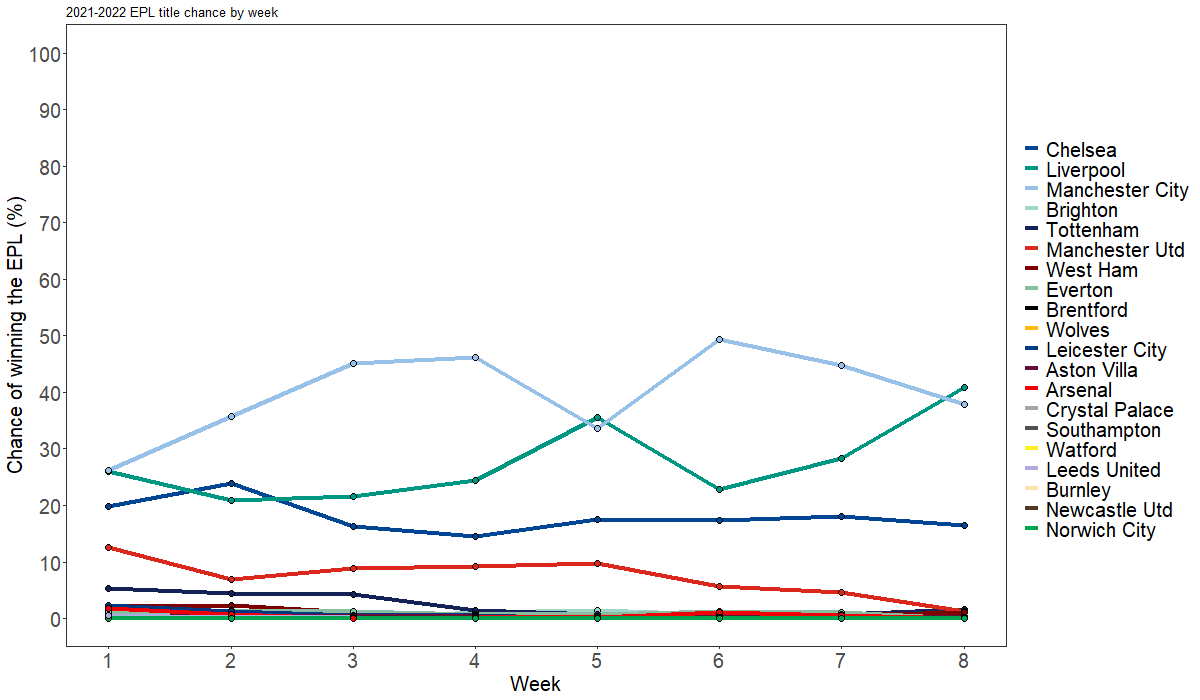 2021-2022 EPL title chance by week
Chance of winning the EPL (%)
100
90
80
70
60
50
40
30
20
10
0
1 2 3 4 5 6 7 8
Week
Chelsea
Liverpool
Manchester City
Brighton
Tottenham
Manchester Utd
West Ham
Everton
Brentford
Wolves
Leicester City
Aston Villa
Arsenal
Crystal Palace
Southampton
Watford
Leeds United
Burnley
Newcastle Utd
Norwich City